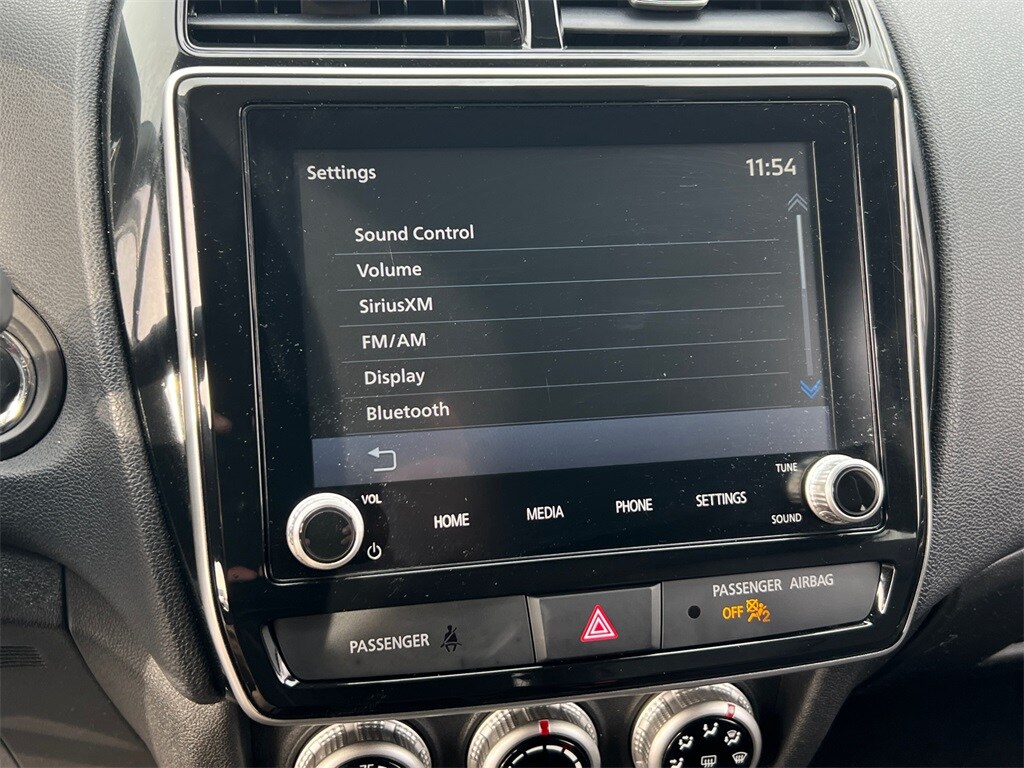 Settings 11:54
Sound Control
Volume
SiriusXM
FM/AM
Display
Bluetooth
VOL HOME MEDIA PHONE SETTINGS TUNE
SOUND
PASSENGER
PASSENGER AIRBAG
OFF 2